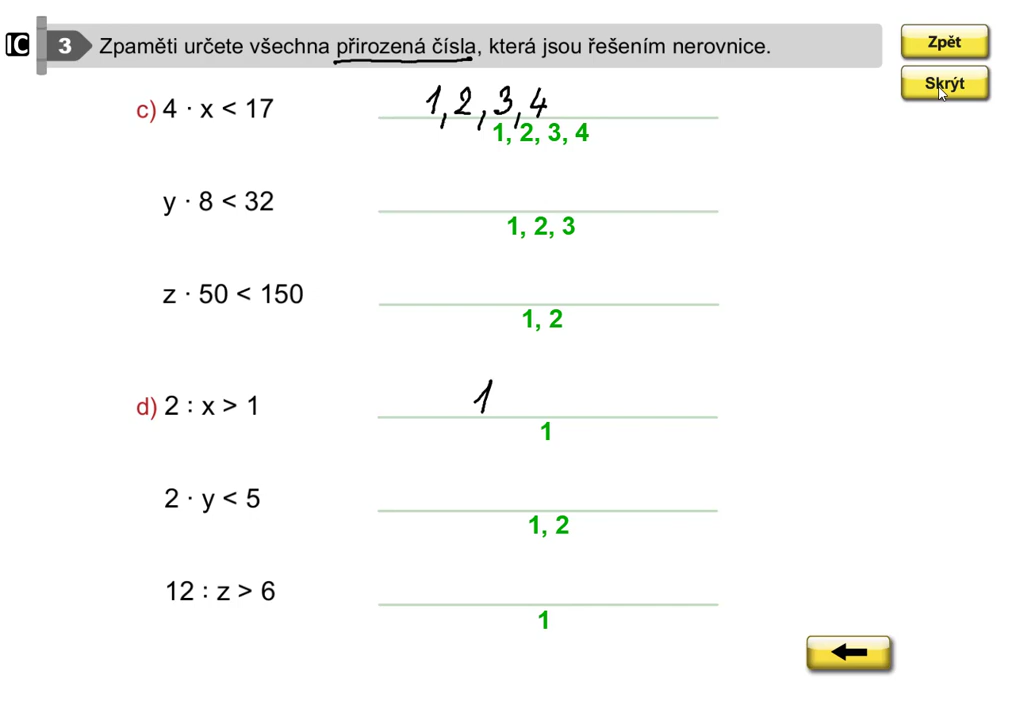 IC 3 Zpaměti určete všechna přirozená čísla, která jsou řešením nerovnice.
Zpět
Skrýt
c) 4 · x < 17 1, 2, 3, 4
1, 2, 3, 4
y · 8 < 32
1, 2, 3
z · 50 < 150
1, 2
d) 2 : x > 1 1
1
2 · y < 5
1, 2
12 : z > 6
1